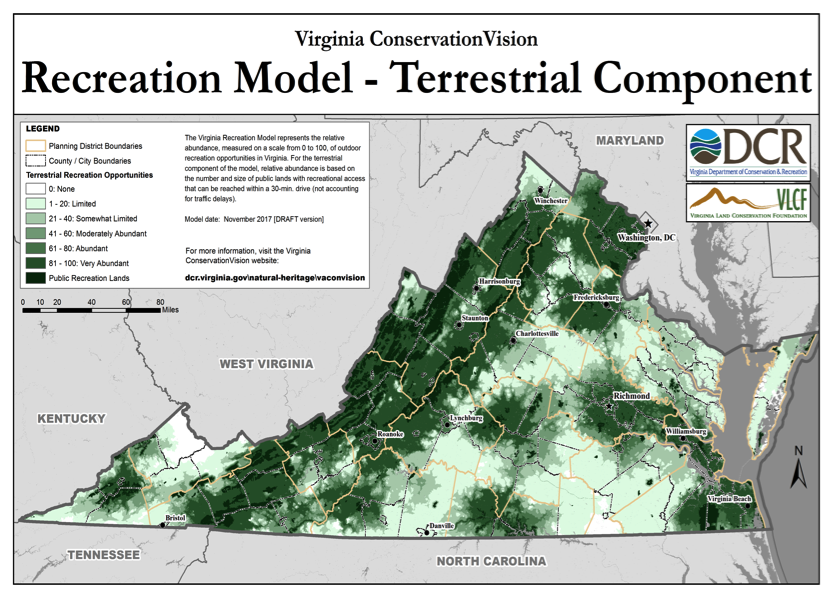 Virginia ConservationVision
Recreation Model - Terrestrial Component
LEGEND
Planning District Boundaries
County / City Boundaries
Terrestrial Recreation Opportunities
0: None
1 - 20: Limited
21 - 40: Somewhat Limited
41 - 60: Moderately Abundant
61 - 80: Abundant
81 - 100: Very Abundant
Public Recreation Lands
The Virginia Recreation Model represents the relative
abundance, measured on a scale from 0 to 100, of outdoor
recreation opportunities in Virginia. For the terrestrial
component of the model, relative abundance is based on
the number and size of public lands with recreational access
that can be reached within a 30-min. drive (not accounting
for traffic delays).
Model date: November 2017 [DRAFT version]
For more information, visit the Virginia
ConservationVision website:
dcr.virginia.gov\natural-heritage\vaconvision
0 10 20 40 60 80
Miles
DCR
Virginia Department of Conservation & Recreation
VLCF
VIRGINIA LAND CONSERVATION FOUNDATION
MARYLAND
Winchester
Washington, DC
Harrisonburg
Fredericksburg
Staunton
Charlottesville
WEST VIRGINIA
Richmond
KENTUCKY
Lynchburg
Williamsburg
Roanoke
N
Virginia Beach
Bristol
Danville
TENNESSEE
NORTH CAROLINA